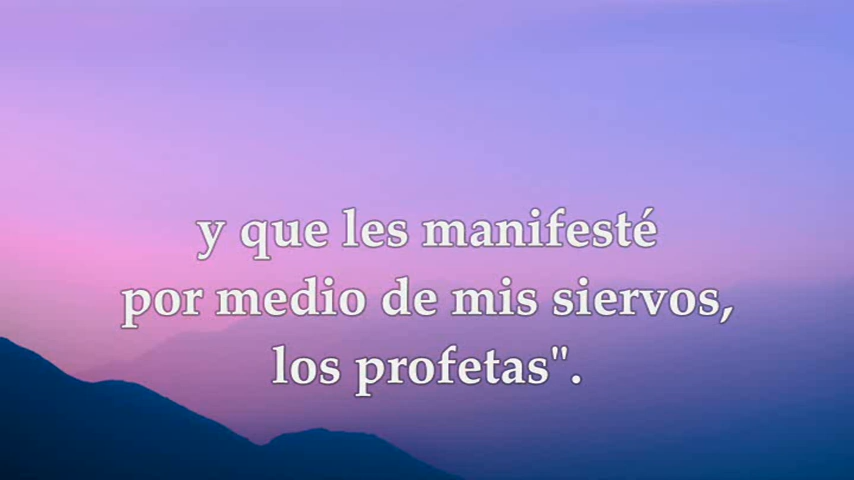 y que les manifesté
por medio de mis siervos,
los profetas".